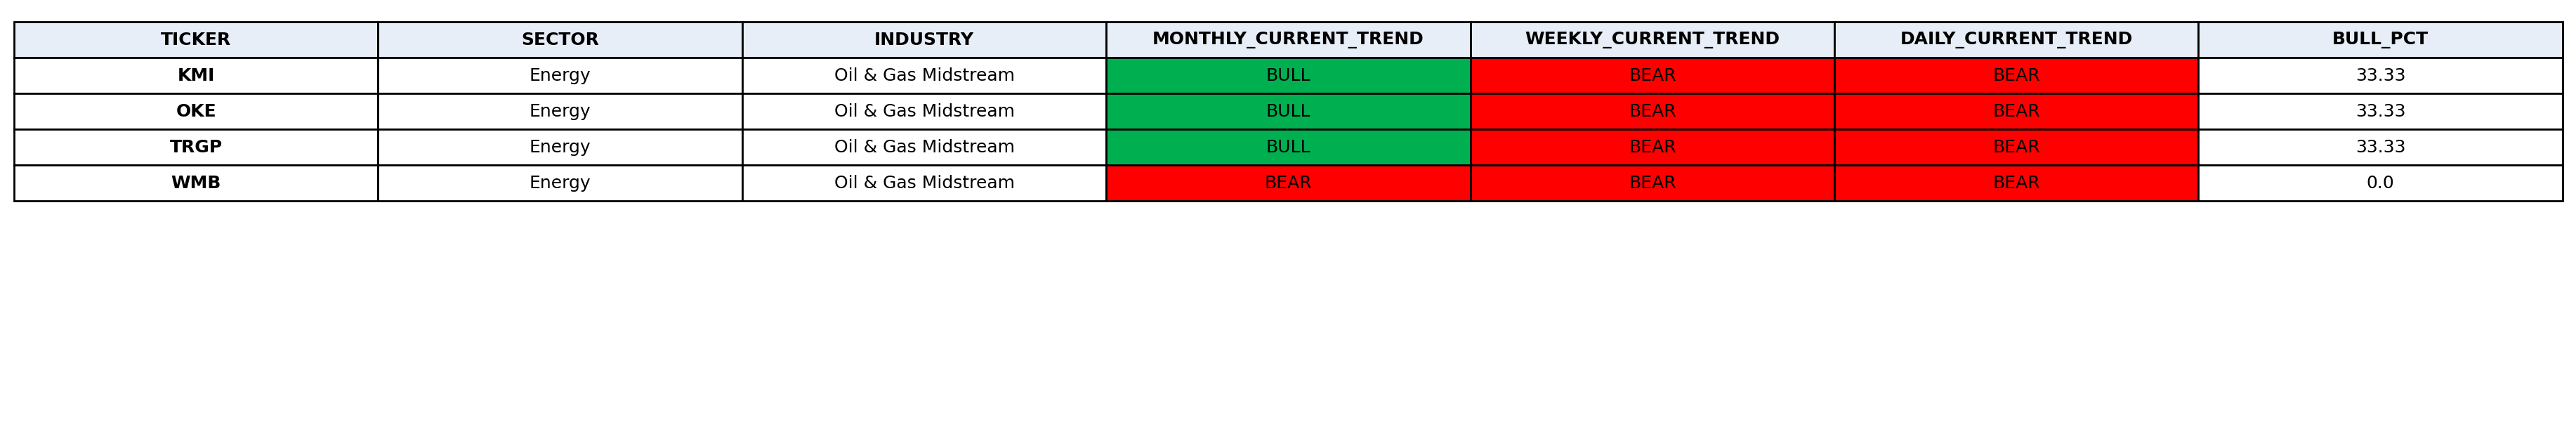 TICKER SECTOR INDUSTRY MONTHLY_CURRENT_TREND WEEKLY_CURRENT_TREND DAILY_CURRENT_TREND BULL_PCT
KMI Energy Oil & Gas Midstream BULL BEAR BEAR 33.33
OKE Energy Oil & Gas Midstream BULL BEAR BEAR 33.33
TRGP Energy Oil & Gas Midstream BULL BEAR BEAR 33.33
WMB Energy Oil & Gas Midstream BEAR BEAR BEAR 0.0